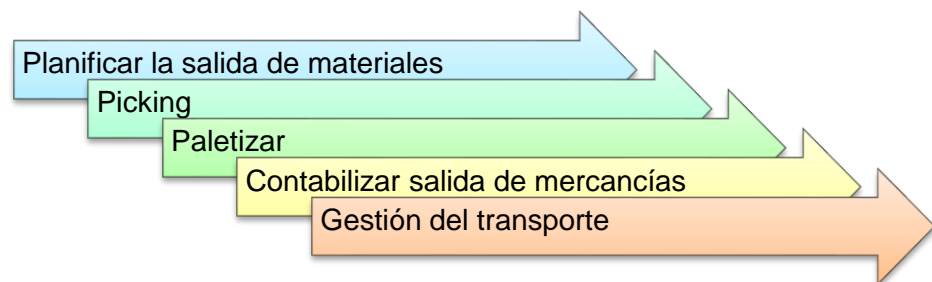 Planificar la salida de materiales
Picking
Paletizar
Contabilizar salida de mercancías
Gestión del transporte